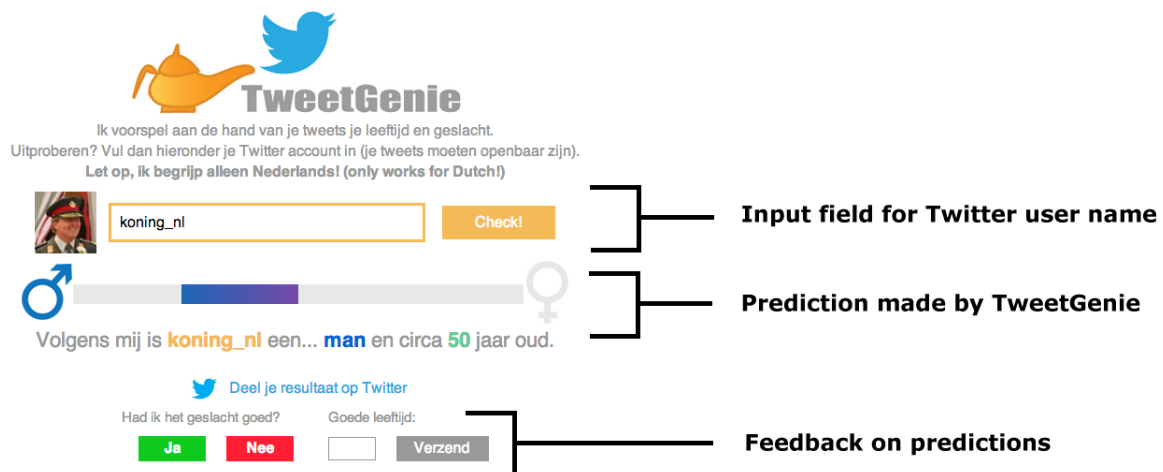 TweetGenie
Ik voorspel aan de hand van je tweets je leeftijd en geslacht.
Uitproberen? Vul dan hieronder je Twitter account in (je tweets moeten openbaar zijn).
Let op, ik begrijp alleen Nederlands! (only works for Dutch!)
koning_nl
Check!
Input field for Twitter user name
Prediction made by TweetGenie
Volgens mij is koning_nl een... man en circa 50 jaar oud.
Deel je resultaat op Twitter
Had ik het geslacht goed?
Goede leeftijd:
Ja
Nee
Verzend
Feedback on predictions